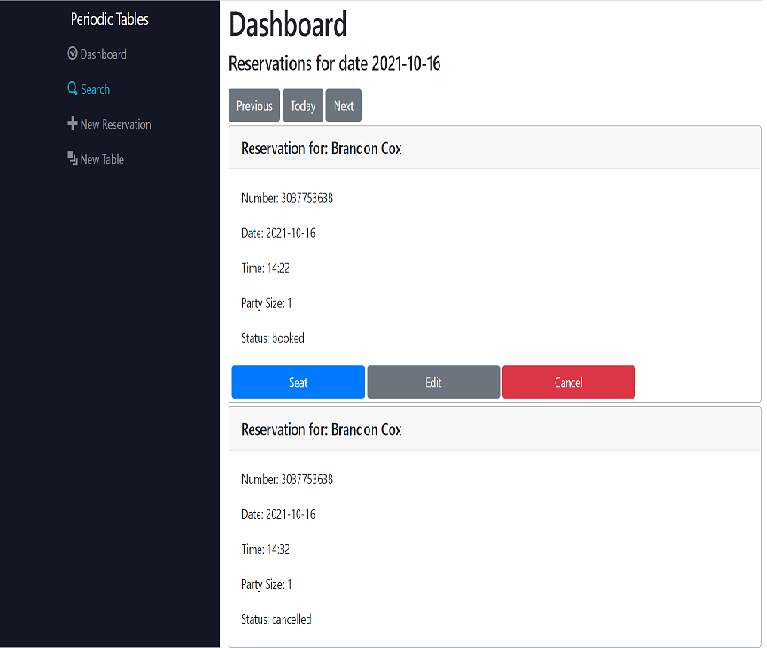 Periodic Tables
Dashboard
Search
New Reservation
New Table
Dashboard
Reservations for date 2021-10-16
Previous
Today
Next
Reservation for: Brandon Cox
Number: 3037753638
Date: 2021-10-16
Time: 14:22
Party Size: 1
Status: booked
Seat
Edit
Cancel
Reservation for: Brandon Cox
Number: 3037753638
Date: 2021-10-16
Time: 14:32
Party Size: 1
Status: cancelled